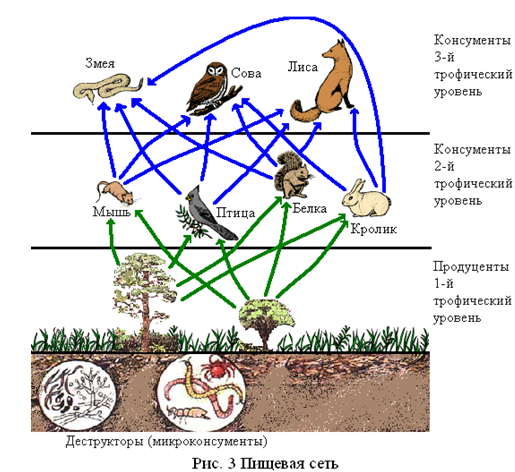 Змея
Сова
Лиса
Консументы
3-й
трофический
уровень
Мышь
Птица
Белка
Кролик
Консументы
2-й
трофический
уровень
Продуценты
1-й
трофический
уровень
Деструкторы (микроконсументы)
Рис. 3 Пищевая сеть